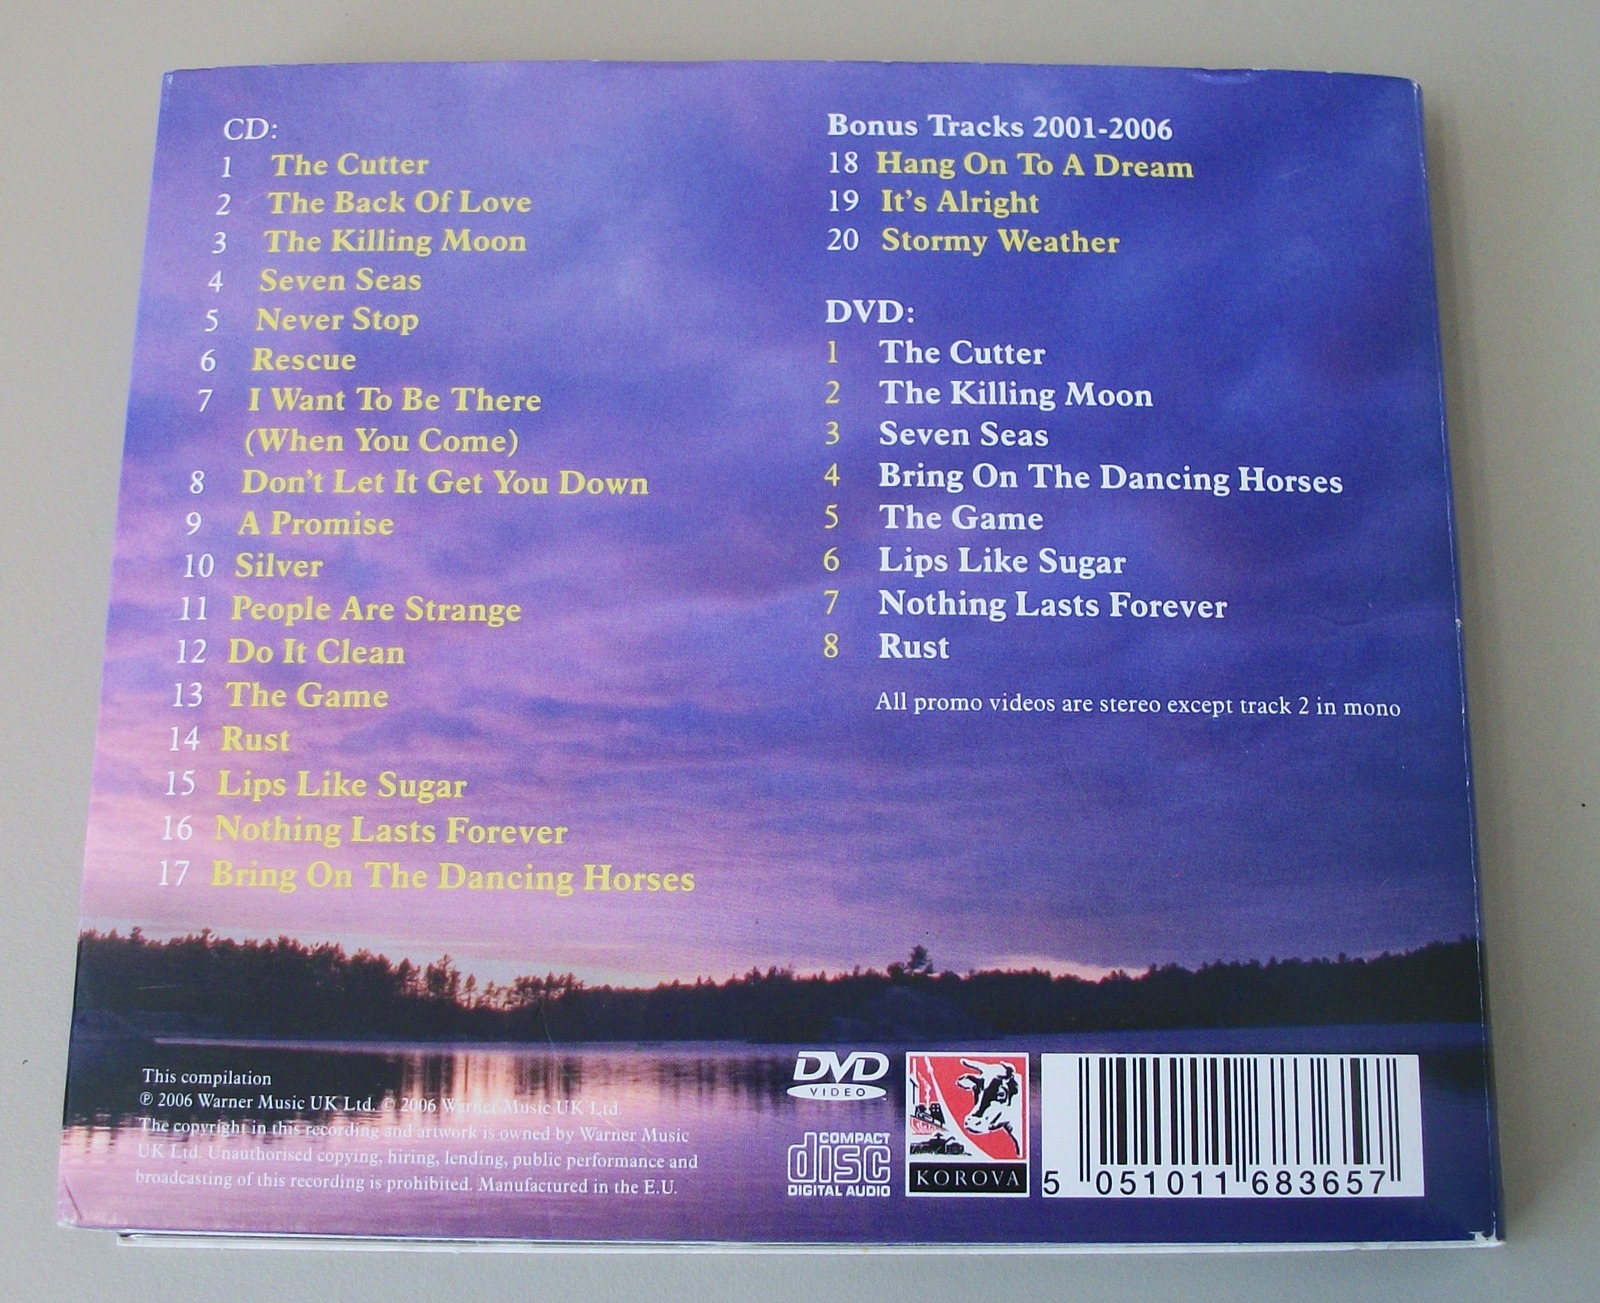 CD:
1 The Cutter
2 The Back Of Love
3 The Killing Moon
4 Seven Seas
5 Never Stop
6 Rescue
7 I Want To Be There
(When You Come)
8 Don't Let It Get You Down
9 A Promise
10 Silver
11 People Are Strange
12 Do It Clean
13 The Game
14 Rust
15 Lips Like Sugar
16 Nothing Lasts Forever
17 Bring On The Dancing Horses
Bonus Tracks 2001-2006
18 Hang On To A Dream
19 It's Alright
20 Stormy Weather
DVD:
1 The Cutter
2 The Killing Moon
3 Seven Seas
4 Bring On The Dancing Horses
5 The Game
6 Lips Like Sugar
7 Nothing Lasts Forever
8 Rust
All promo videos are stereo except track 2 in mono
This compilation
℗ 2006 Warner Music UK Ltd. © 2006 Warner Music UK Ltd.
The copyright in this recording and artwork is owned by Warner Music
UK Ltd. Unauthorised copying, hiring, lending, public performance and
broadcasting of this recording is prohibited. Manufactured in the E.U.
DVD
VIDEO
COMPACT
disc
DIGITAL AUDIO
KOROVA
5 051011 683657